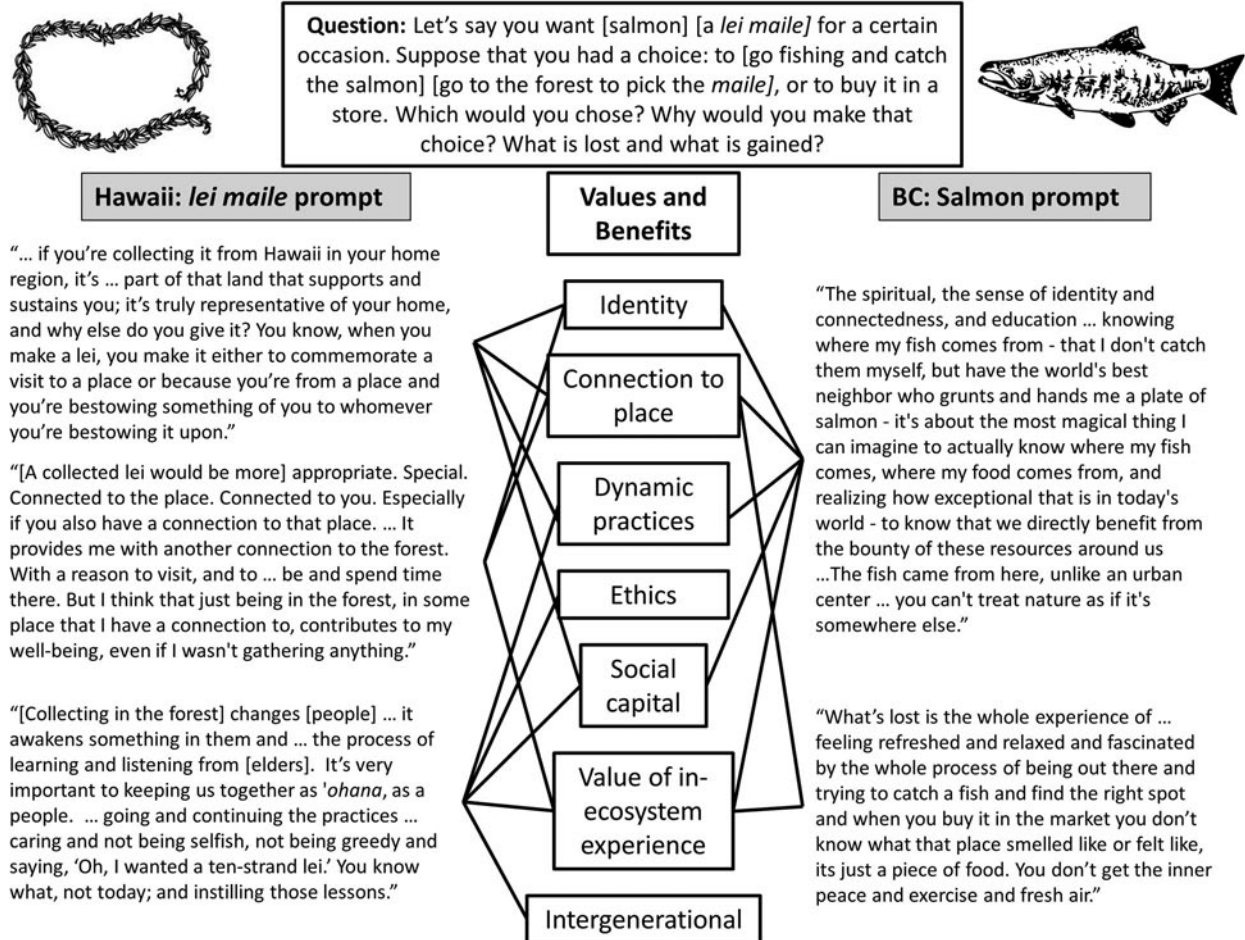 Question: Let's say you want [salmon] [a lei maile] for a certain
occasion. Suppose that you had a choice: to [go fishing and catch
the salmon] [go to the forest to pick the maile], or to buy it in a
store. Which would you chose? Why would you make that
choice? What is lost and what is gained?
Hawaii: lei maile prompt
“... if you’re collecting it from Hawaii in your home
region, it’s ... part of that land that supports and
sustains you; it’s truly representative of your home,
and why else do you give it? You know, when you
make a lei, you make it either to commemorate a
visit to a place or because you’re from a place and
you’re bestowing something of you to whomever
you’re bestowing it upon.”
“[A collected lei would be more] appropriate. Special.
Connected to the place. Connected to you. Especially
if you also have a connection to that place. ... It
provides me with another connection to the forest.
With a reason to visit, and to ... be and spend time
there. But I think that just being in the forest, in some
place that I have a connection to, contributes to my
well-being, even if I wasn't gathering anything.”
“[Collecting in the forest] changes [people] ... it
awakens something in them and ... the process of
learning and listening from [elders]. It’s very
important to keeping us together as 'ohana, as a
people. ... going and continuing the practices ...
caring and not being selfish, not being greedy and
saying, ‘Oh, I wanted a ten-strand lei.’ You know
what, not today; and instilling those lessons.”
Values and
Benefits
Identity
Connection to
place
Dynamic
practices
Ethics
Social
capital
Value of in-
ecosystem
experience
Intergenerational
BC: Salmon prompt
“The spiritual, the sense of identity and
connectedness, and education ... knowing
where my fish comes from - that I don't catch
them myself, but have the world's best
neighbor who grunts and hands me a plate of
salmon - it's about the most magical thing I
can imagine to actually know where my fish
comes, where my food comes from, and
realizing how exceptional that is in today's
world - to know that we directly benefit from
the bounty of these resources around us
...The fish came from here, unlike an urban
center ... you can't treat nature as if it's
somewhere else.”
“What’s lost is the whole experience of ...
feeling refreshed and relaxed and fascinated
by the whole process of being out there and
trying to catch a fish and find the right spot
and when you buy it in the market you don’t
know what that place smelled like or felt like,
its just a piece of food. You don’t get the inner
peace and exercise and fresh air.”